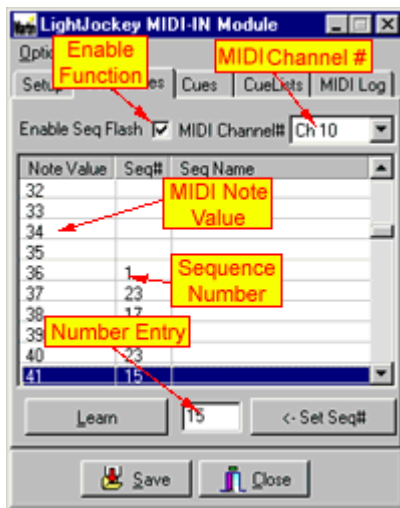 LightJockey MIDI-IN Module
Enable Function
MIDI Channel #
Cues CueLists MIDI Log
Enable Seq Flash MIDI Channel# Ch 10
Note Value Seq# Seq Name
32
33
MIDI Note Value
34
35
36 1
Sequence Number
37 23
38 17
39
Number Entry
40 23
41 15
Learn 15 <- Set Seq#
Save Close